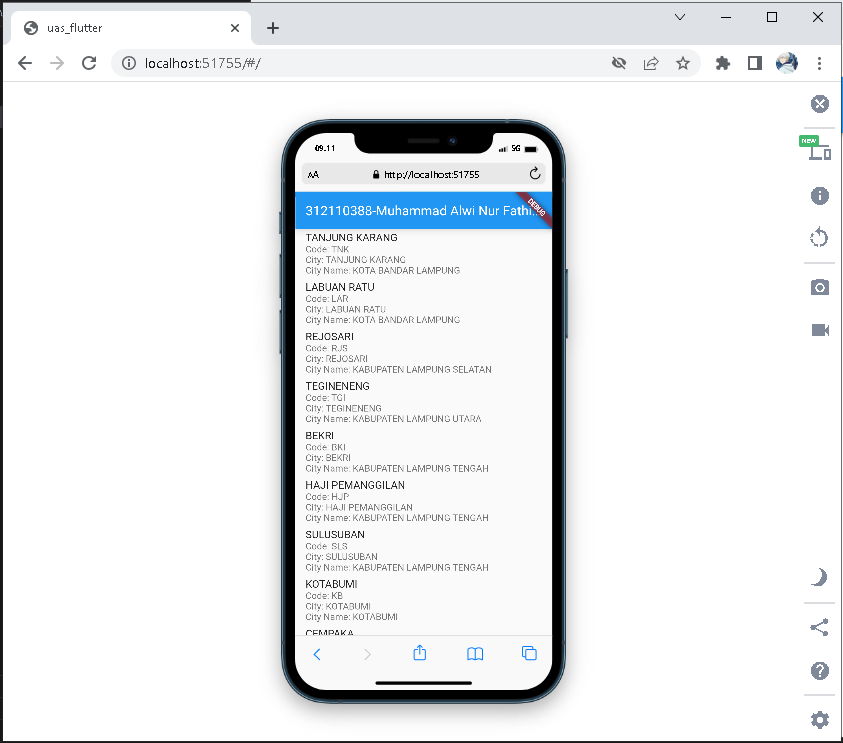 uas_flutter
localhost:51755/#/
NEW
09.11
5G
AA
http://localhost:51755
312110388-Muhammad Alwi Nur Fathi...
DEBUG
TANJUNG KARANG
Code: TNK
City: TANJUNG KARANG
City Name: KOTA BANDAR LAMPUNG
LABUAN RATU
Code: LAR
City: LABUAN RATU
City Name: KOTA BANDAR LAMPUNG
REJOSARI
Code: RJS
City: REJOSARI
City Name: KABUPATEN LAMPUNG SELATAN
TEGINENENG
Code: TGI
City: TEGINENENG
City Name: KABUPATEN LAMPUNG UTARA
BEKRI
Code: BKI
City: BEKRI
City Name: KABUPATEN LAMPUNG TENGAH
HAJI PEMANGGILAN
Code: HJP
City: HAJI PEMANGGILAN
City Name: KABUPATEN LAMPUNG TENGAH
SULUSUBAN
Code: SLS
City: SULUSUBAN
City Name: KABUPATEN LAMPUNG TENGAH
KOTABUMI
Code: KB
City: KOTABUMI
City Name: KOTABUMI
CEMPAKA